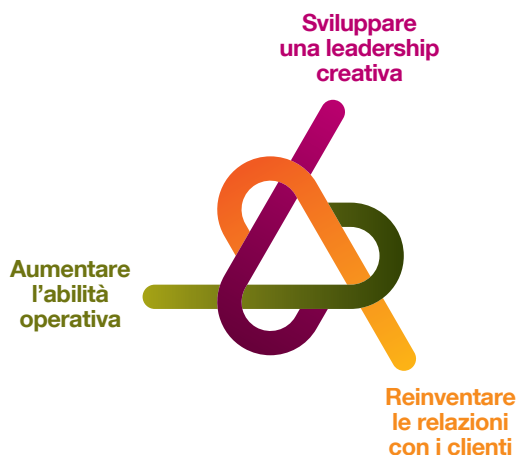 Sviluppare
una leadership
creativa
Aumentare
l'abilità
operativa
Reinventare
le relazioni
con i clienti